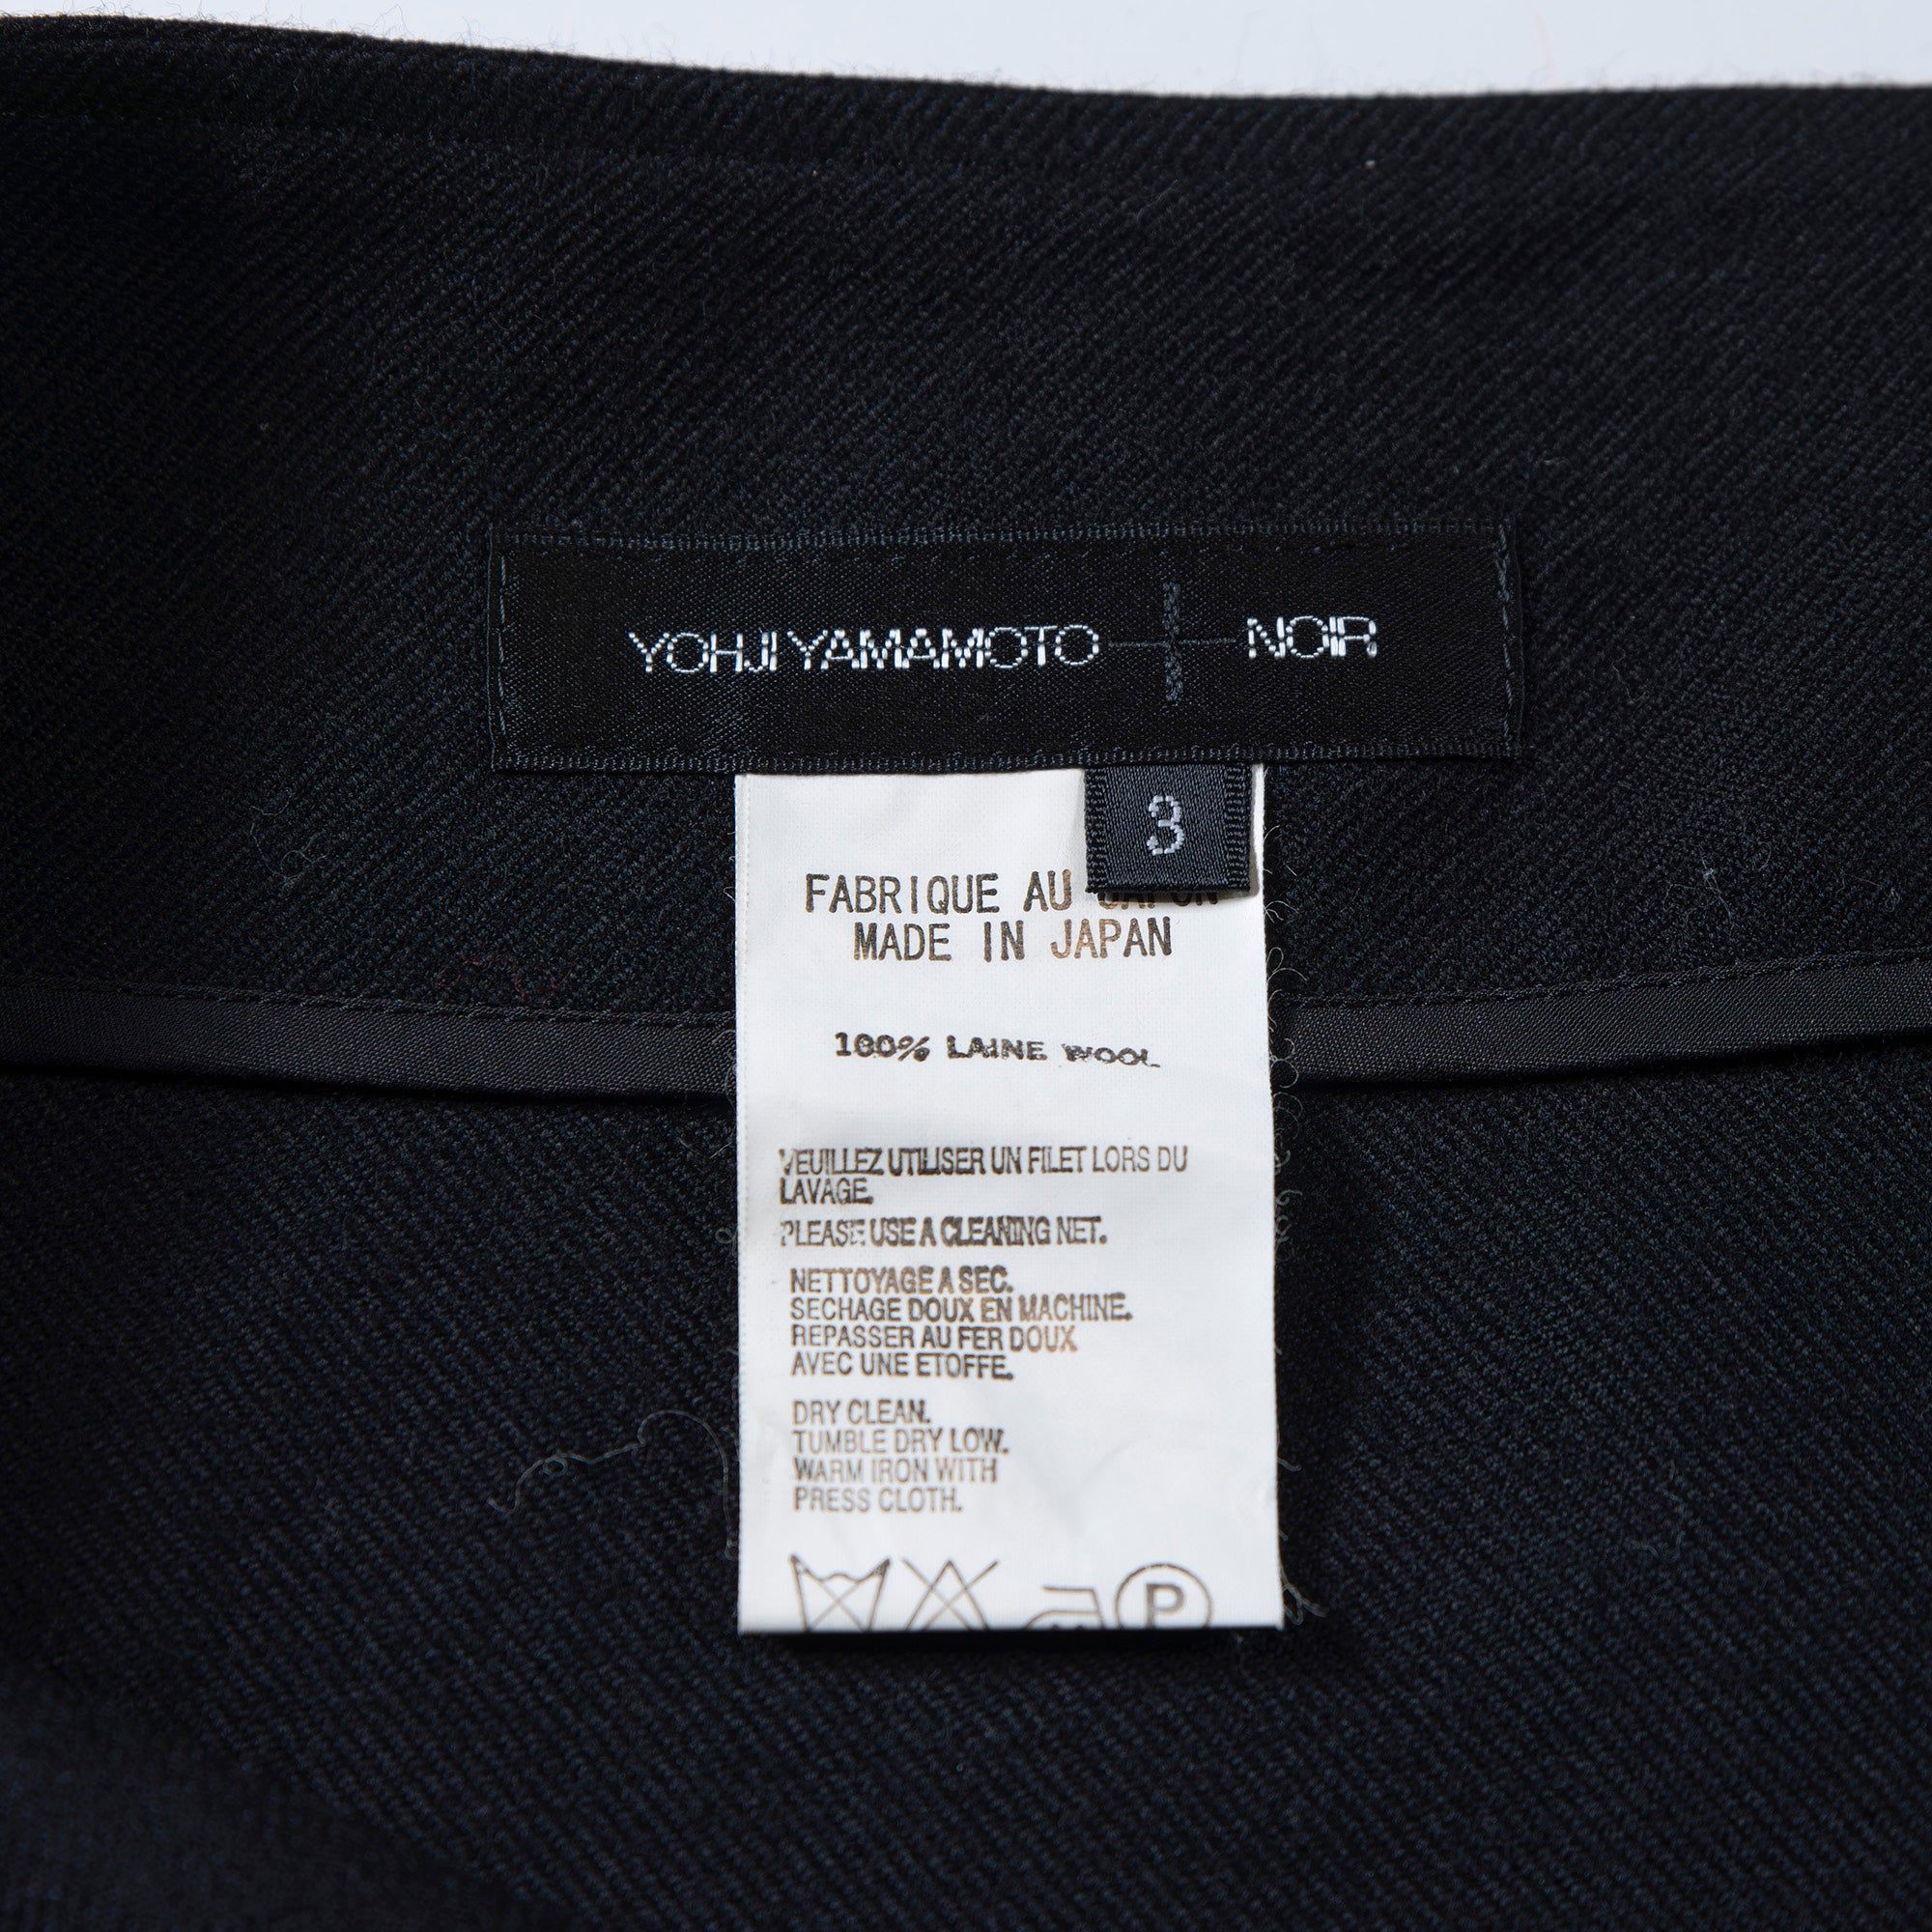 YOHJI YAMAMOTO NOIR
3
FABRIQUE AU JAPON
MADE IN JAPAN
100% LAINE WOOL
VEUILLEZ UTILISER UN FILET LORS DU
LAVAGE.
PLEASE USE A CLEANING NET.
NETTOYAGE A SEC.
SECHAGE DOUX EN MACHINE.
REPASSER AU FER DOUX
AVEC UNE ETOFFE.
DRY CLEAN.
TUMBLE DRY LOW.
WARM IRON WITH
PRESS CLOTH.
P